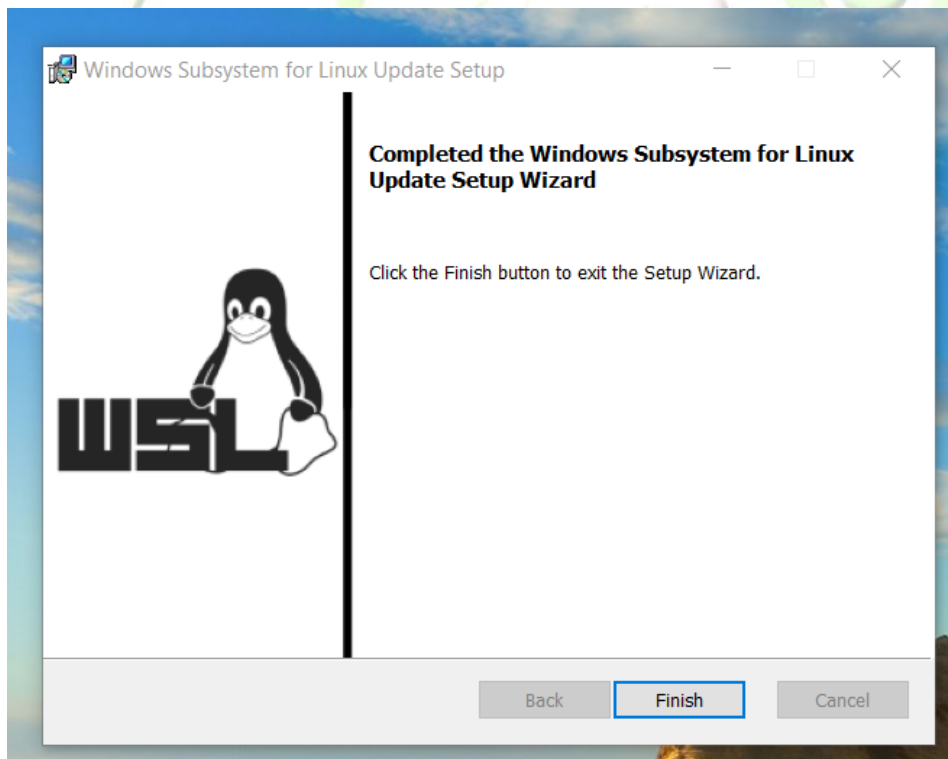 Windows Subsystem for Linux Update Setup
Completed the Windows Subsystem for Linux
Update Setup Wizard
Click the Finish button to exit the Setup Wizard.
WSL
Back
Finish
Cancel